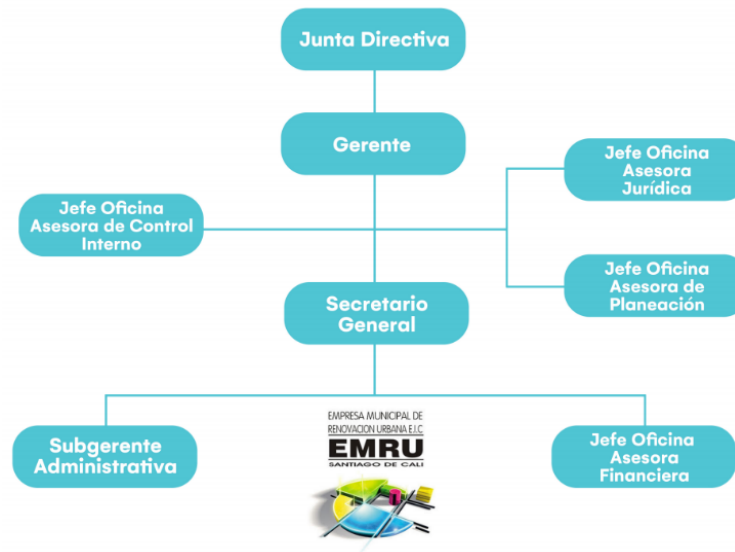 Junta Directiva
Gerente
Jefe Oficina
Asesora
Jurídica
Jefe Oficina
Asesora de Control
Interno
Jefe Oficina
Asesora de
Planeación
Secretario
General
Subgerente
Administrativa
EMPRESA MUNICIPAL DE
RENOVACION URBANA E.I.C
EMRU
SANTIAGO DE CALI
Jefe Oficina
Asesora
Financiera